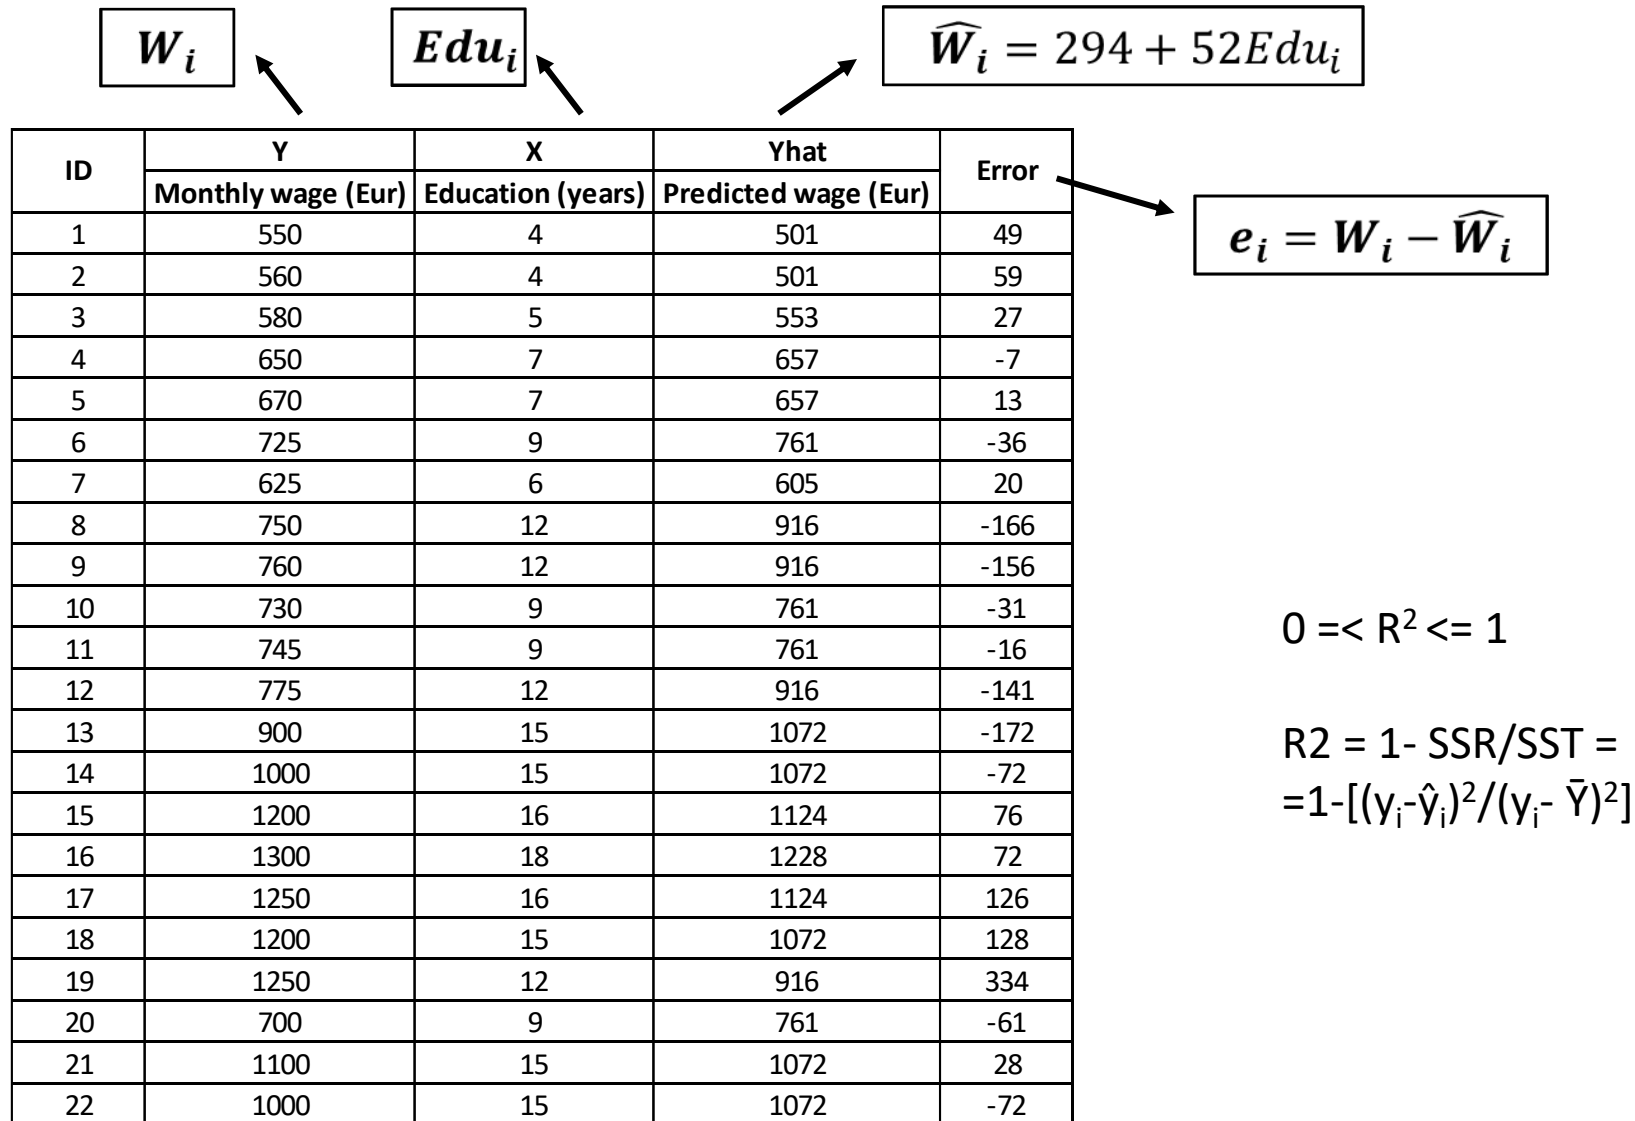 Wᵢ Eduᵢ Ŵᵢ = 294 + 52Eduᵢ
ID Y X Yhat Error
Monthly wage (Eur) Education (years) Predicted wage (Eur)
eᵢ = Wᵢ − Ŵᵢ
1 550 4 501 49
2 560 4 501 59
3 580 5 553 27
4 650 7 657 -7
5 670 7 657 13
6 725 9 761 -36
7 625 6 605 20
8 750 12 916 -166
9 760 12 916 -156
10 730 9 761 -31
11 745 9 761 -16
12 775 12 916 -141
13 900 15 1072 -172
14 1000 15 1072 -72
15 1200 16 1124 76
16 1300 18 1228 72
17 1250 16 1124 126
18 1200 15 1072 128
19 1250 12 916 334
20 700 9 761 -61
21 1100 15 1072 28
22 1000 15 1072 -72
0 =< R² <= 1
R2 = 1- SSR/SST =
=1-[(yᵢ-ŷᵢ)²/(yᵢ- Ȳ)²]